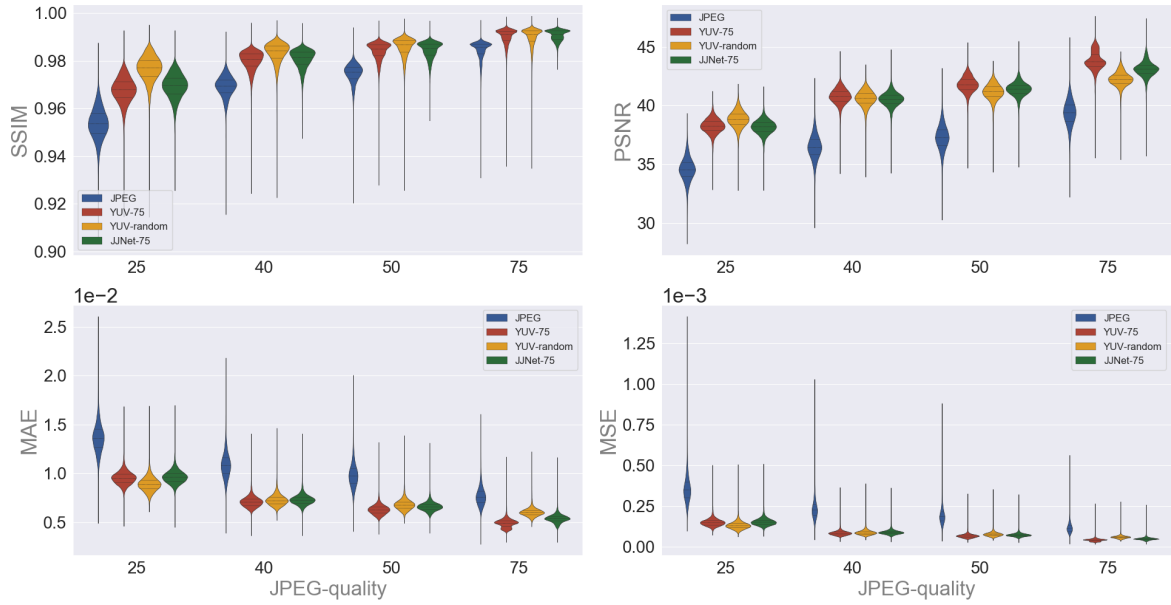 1.00
0.98
0.96
0.94
0.92
0.90
SSIM
JPEG
YUV-75
YUV-random
JJNet-75
25
40
50
75
45
40
35
30
PSNR
JPEG
YUV-75
YUV-random
JJNet-75
25
40
50
75
1e−2
2.5
2.0
1.5
1.0
0.5
MAE
JPEG
YUV-75
YUV-random
JJNet-75
25
40
50
75
JPEG-quality
1e−3
1.25
1.00
0.75
0.50
0.25
0.00
MSE
JPEG
YUV-75
YUV-random
JJNet-75
25
40
50
75
JPEG-quality